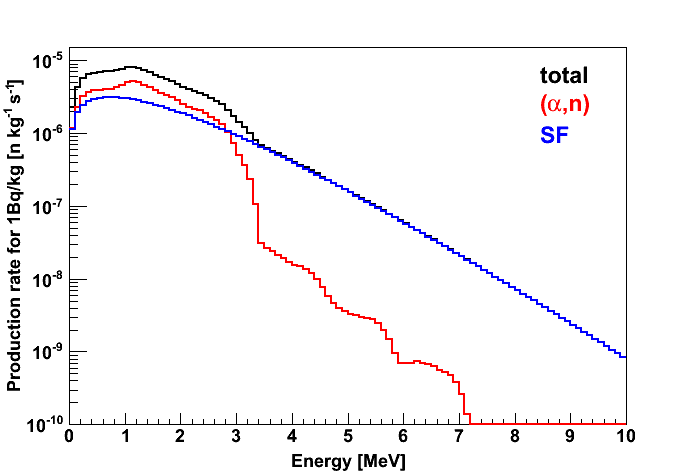 total
(α,n)
SF
Production rate for 1Bq/kg [n kg⁻¹ s⁻¹]
10⁻⁵
10⁻⁶
10⁻⁷
10⁻⁸
10⁻⁹
10⁻¹⁰
0 1 2 3 4 5 6 7 8 9 10
Energy [MeV]